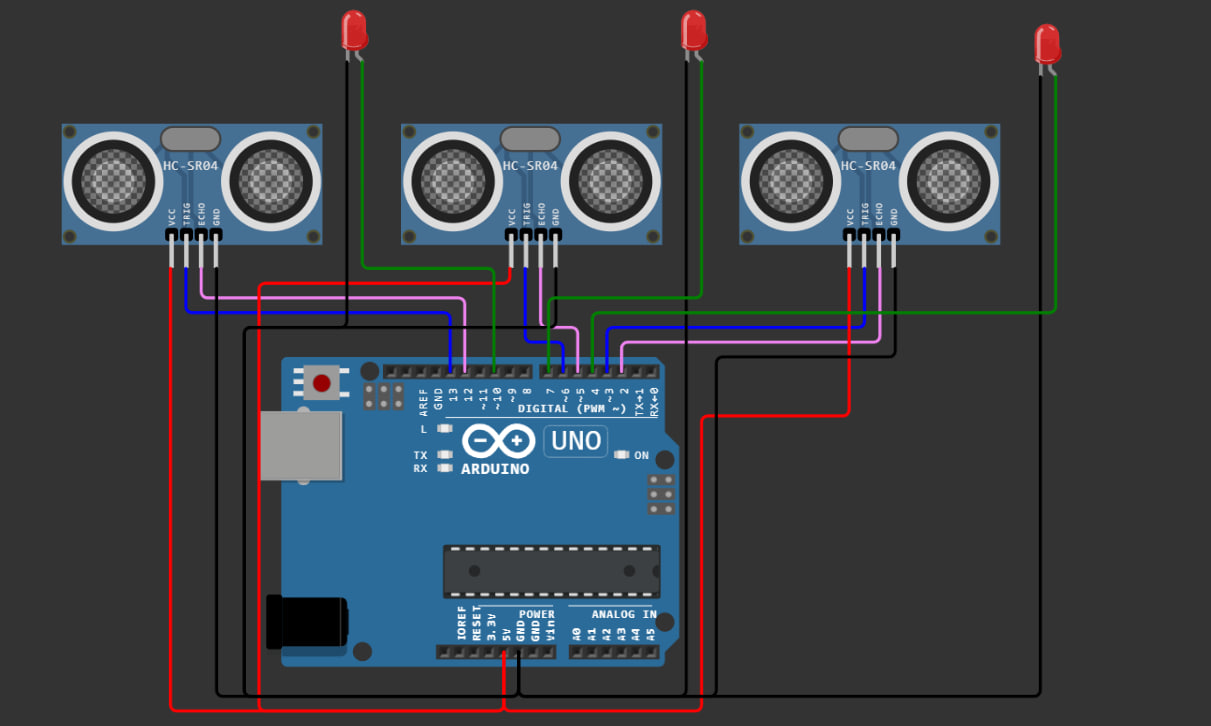 HC-SR04
VCC
TRIG
ECHO
GND
HC-SR04
VCC
TRIG
ECHO
GND
HC-SR04
VCC
TRIG
ECHO
GND
AREF
GND
13
12
~11
~10
~9
8
7
~6
~5
4
~3
2
TX→1
RX←0
DIGITAL (PWM ~)
L
TX
RX
UNO
ARDUINO
ON
IOREF
RESET
3.3V
5V
GND
GND
Vin
POWER
ANALOG IN
A0
A1
A2
A3
A4
A5